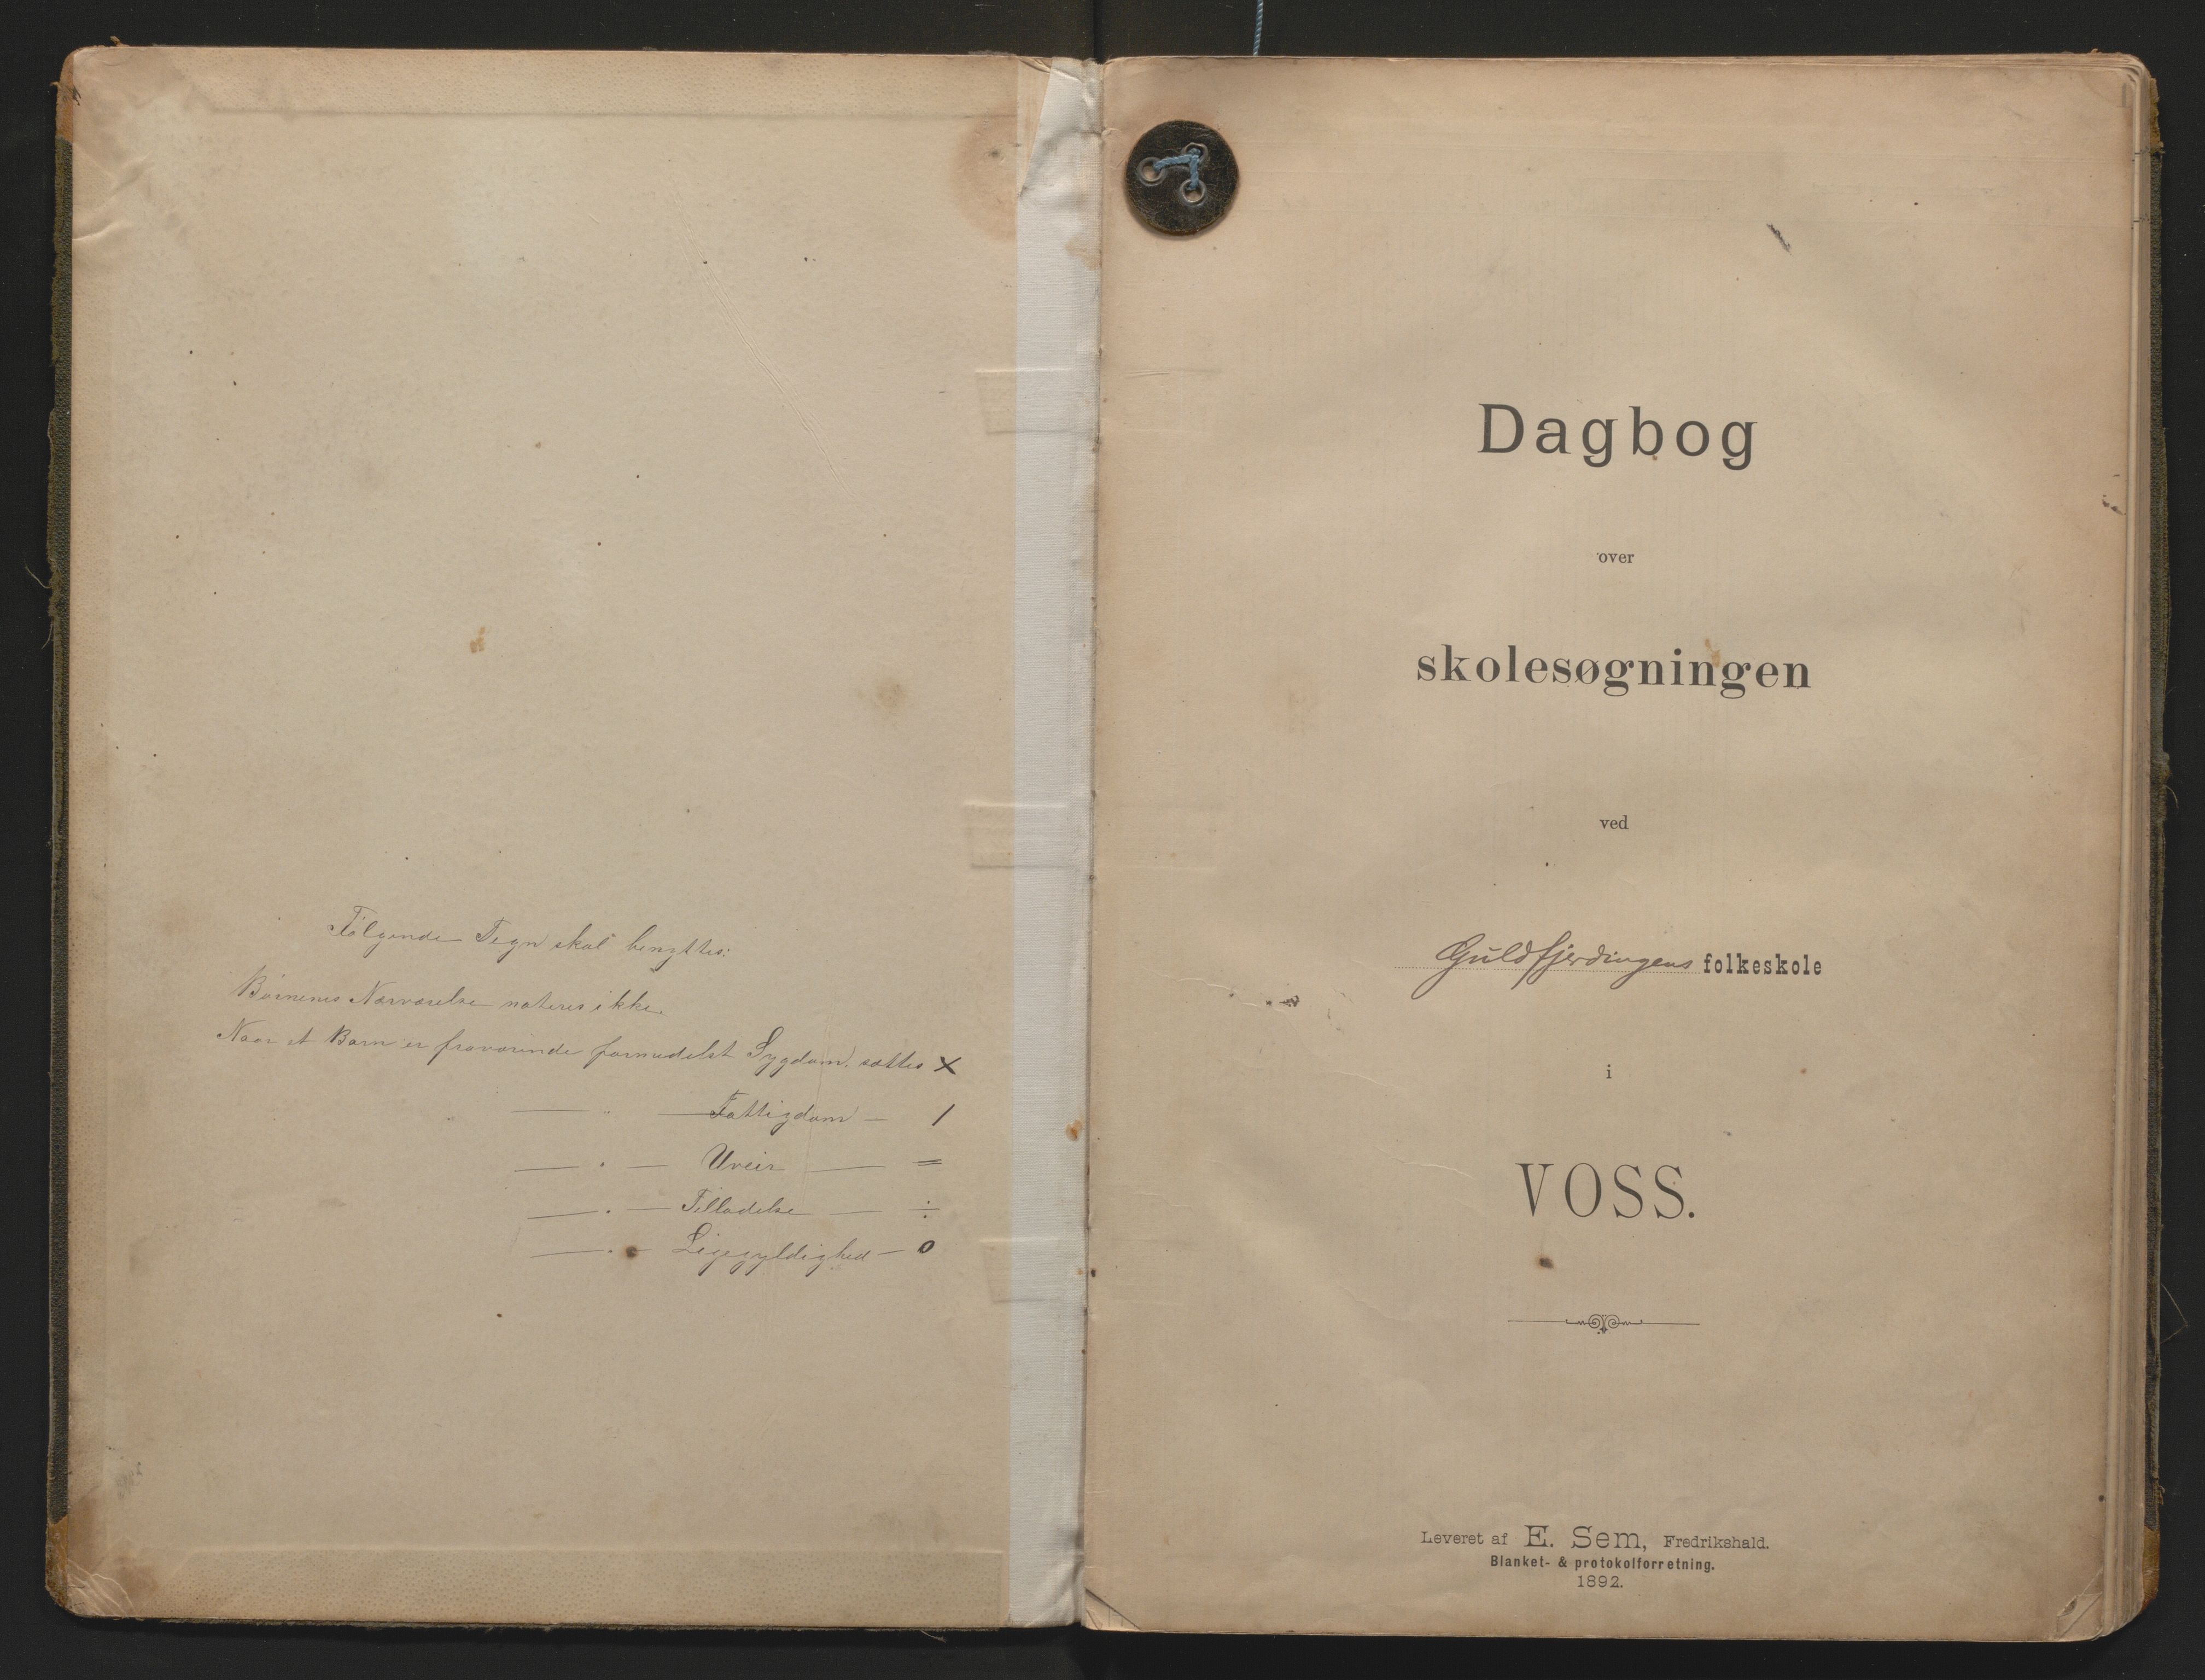 Følgende Tegn skal benyttes:
Børnenes Nærværelse noteres ikke.
Naar et Barn er fraværende formedelst Sygdom, sættes X
— " — Fattigdom — /
— " — Uveir — =
— " — Tilladelse — ÷
— " — Ligegyldighed — 0
Dagbog
over
skolesøgningen
ved
Guldfjerdingens folkeskole
i
VOSS.
Leveret af E. Sem, Fredrikshald.
Blanket- & protokolforretning.
1892.